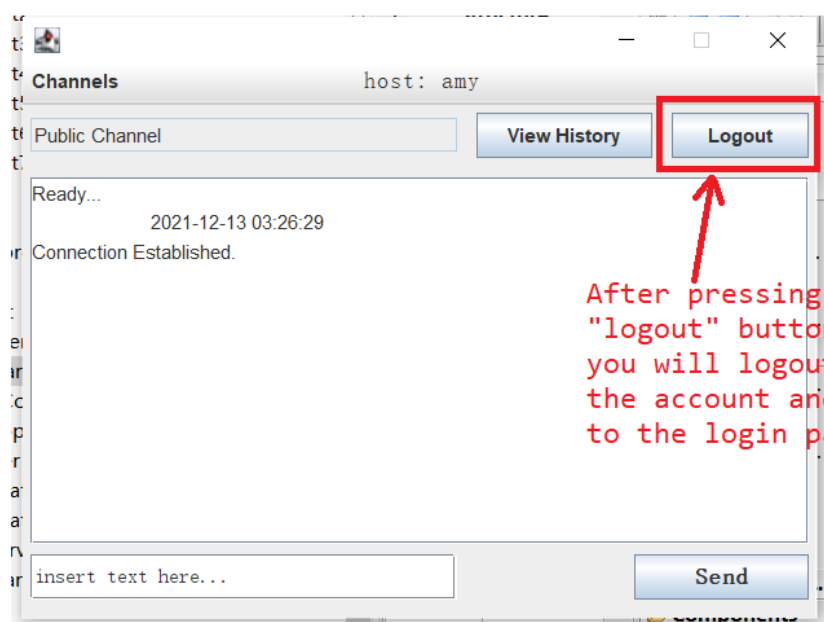 Channels
host: amy
Public Channel
View History
Logout
Ready...
2021-12-13 03:26:29
Connection Established.
After pressing
"logout" butto
you will logou
the account an
to the login p
insert text here...
Send
Components